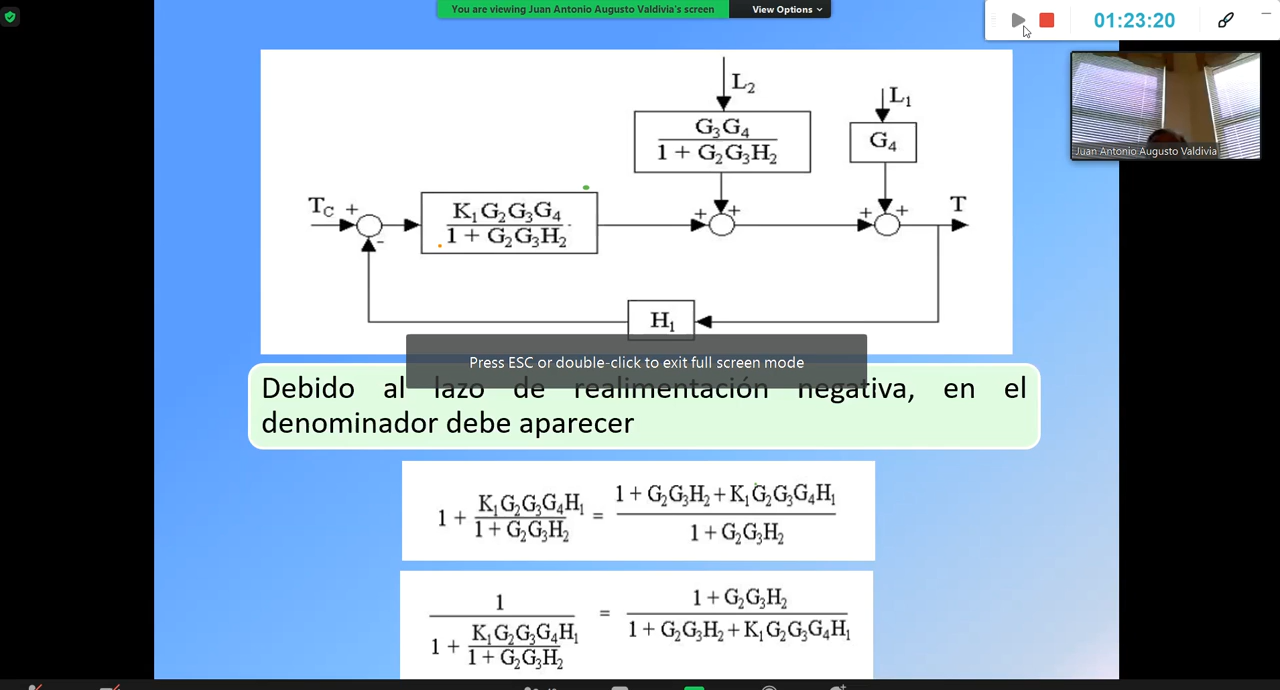 You are viewing Juan Antonio Augusto Valdivia's screen
View Options
01:23:20
Juan Antonio Augusto Valdivia
L₂
L₁
G₃G₄
1 + G₂G₃H₂
G₄
T_C + -
K₁G₂G₃G₄
1 + G₂G₃H₂
+ +
+ +
T
H₁
Press ESC or double-click to exit full screen mode
Debido al lazo de realimentación negativa, en el
denominador debe aparecer
1 + K₁G₂G₃G₄H₁ / 1 + G₂G₃H₂ = 1 + G₂G₃H₂ + K₁G₂G₃G₄H₁ / 1 + G₂G₃H₂
1 / 1 + K₁G₂G₃G₄H₁ / 1 + G₂G₃H₂ = 1 + G₂G₃H₂ / 1 + G₂G₃H₂ + K₁G₂G₃G₄H₁